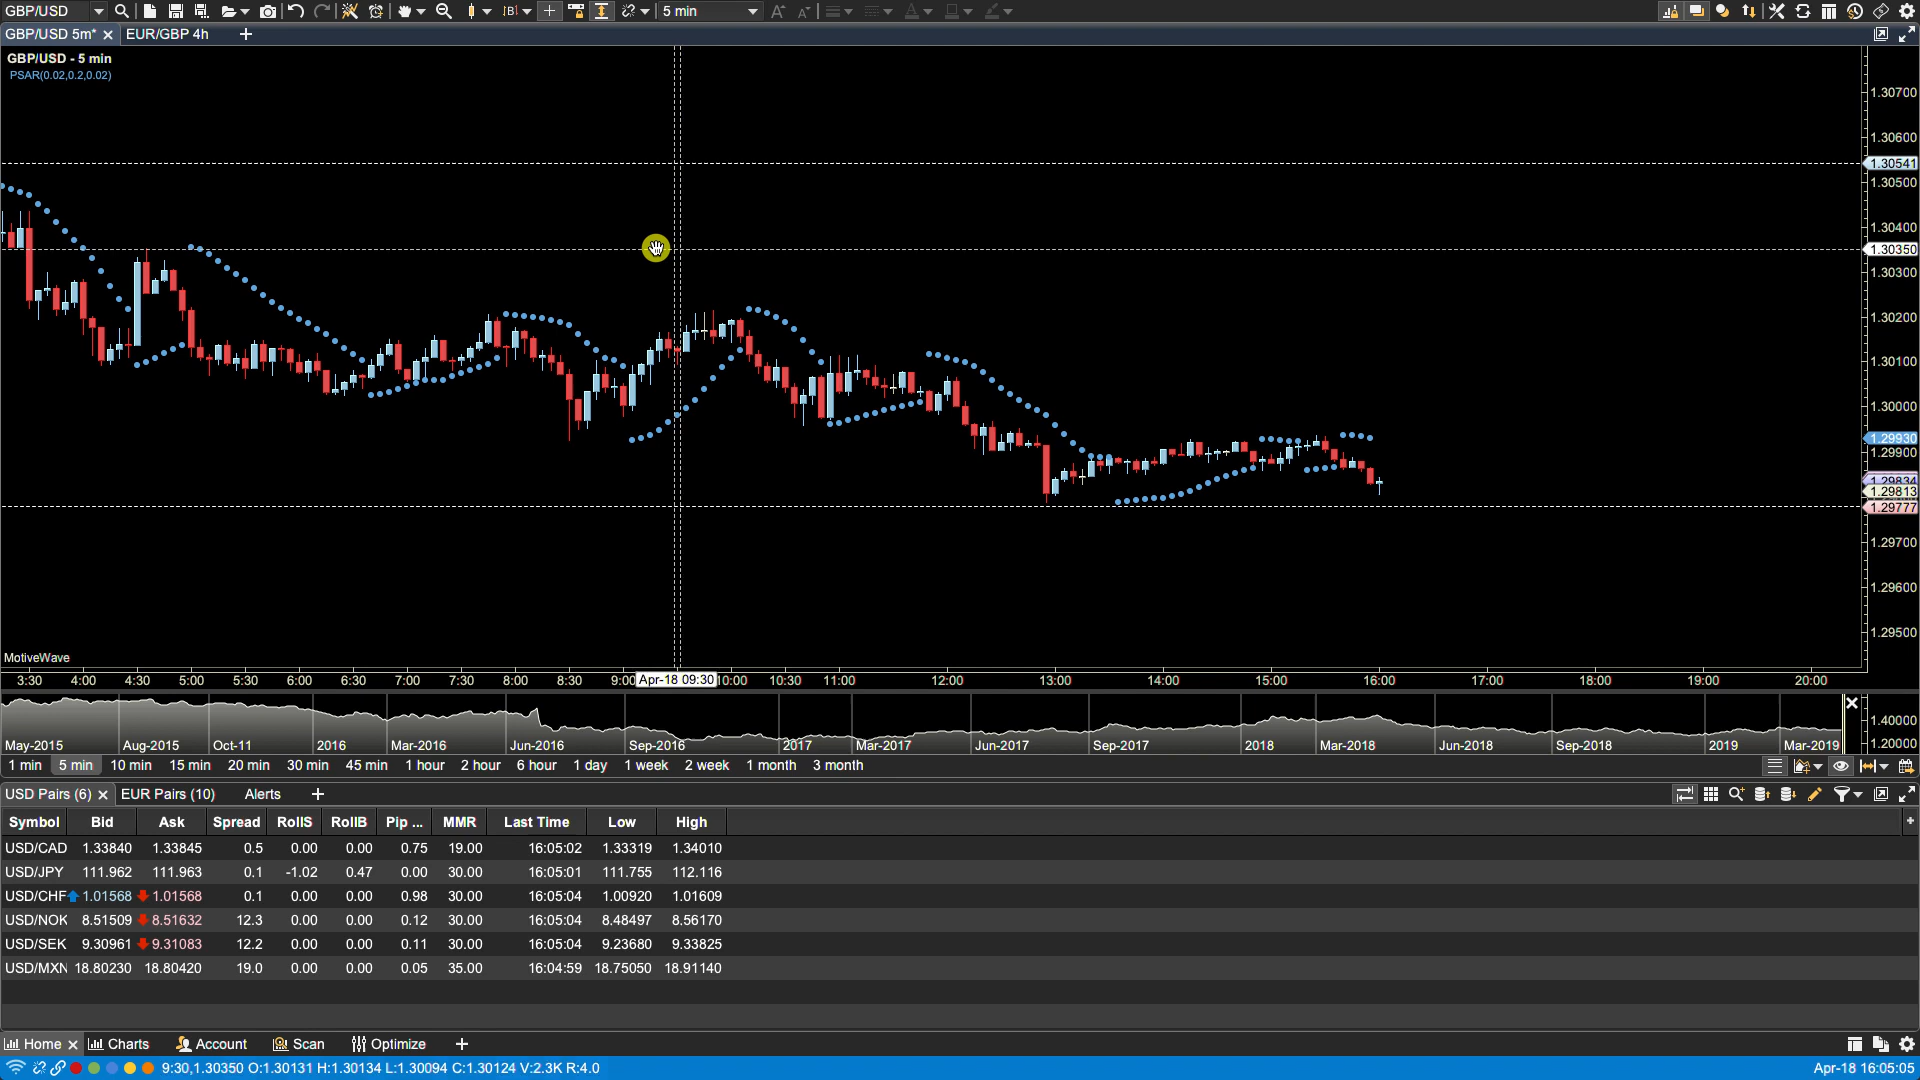 GBP/USD 5 min
GBP/USD 5m* EUR/GBP 4h +
GBP/USD - 5 min
PSAR(0.02,0.2,0.02)
1.30700
1.30600
1.30541
1.30500
1.30400
1.30350
1.30300
1.30200
1.30100
1.30000
1.29930
1.29900
1.29834
1.29813
1.29777
1.29700
1.29600
1.29500
MotiveWave
3:30 4:00 4:30 5:00 5:30 6:00 6:30 7:00 7:30 8:00 8:30 9:00 Apr-18 09:30 10:00 10:30 11:00 12:00 13:00 14:00 15:00 16:00 17:00 18:00 19:00 20:00
1.40000
1.20000
May-2015 Aug-2015 Oct-11 2016 Mar-2016 Jun-2016 Sep-2016 2017 Mar-2017 Jun-2017 Sep-2017 2018 Mar-2018 Jun-2018 Sep-2018 2019 Mar-2019
1 min 5 min 10 min 15 min 20 min 30 min 45 min 1 hour 2 hour 6 hour 1 day 1 week 2 week 1 month 3 month
USD Pairs (6) EUR Pairs (10) Alerts +
Symbol Bid Ask Spread RollS RollB Pip ... MMR Last Time Low High
USD/CAD 1.33840 1.33845 0.5 0.00 0.00 0.75 19.00 16:05:02 1.33319 1.34010
USD/JPY 111.962 111.963 0.1 -1.02 0.47 0.00 30.00 16:05:01 111.755 112.116
USD/CHF 1.01568 1.01568 0.1 0.00 0.00 0.98 30.00 16:05:04 1.00920 1.01609
USD/NOK 8.51509 8.51632 12.3 0.00 0.00 0.12 30.00 16:05:04 8.48497 8.56170
USD/SEK 9.30961 9.31083 12.2 0.00 0.00 0.11 30.00 16:05:04 9.23680 9.33825
USD/MXN 18.80230 18.80420 19.0 0.00 0.00 0.05 35.00 16:04:59 18.75050 18.91140
Home Charts Account Scan Optimize +
9:30,1.30350 O:1.30131 H:1.30134 L:1.30094 C:1.30124 V:2.3K R:4.0 Apr-18 16:05:05